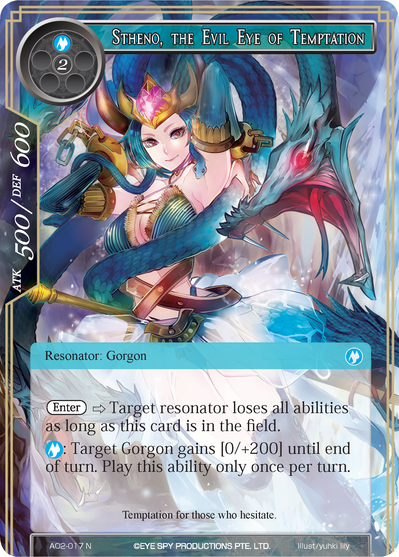 Stheno, the Evil Eye of Temptation
2
ATK 500/DEF 600
Resonator: Gorgon
Enter ⇨ Target resonator loses all abilities
as long as this card is in the field.
: Target Gorgon gains [0/+200] until end
of turn. Play this ability only once per turn.
Temptation for those who hesitate.
A02-017 N
©EYE SPY PRODUCTIONS PTE. LTD.
Illust/yuhki lily